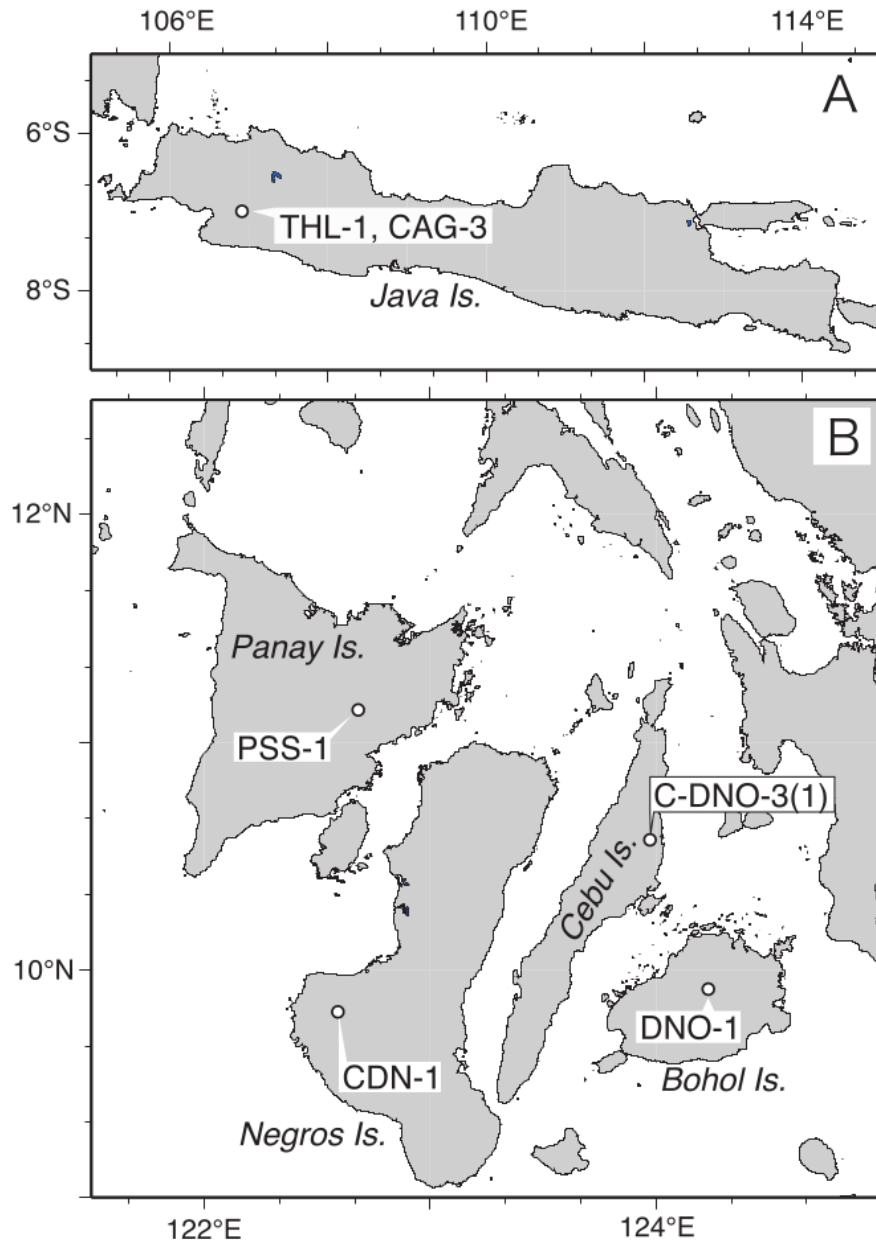 106°E 110°E 114°E
A
6°S
THL-1, CAG-3
8°S
Java Is.
B
12°N
Panay Is.
PSS-1
C-DNO-3(1)
Cebu Is.
10°N
DNO-1
CDN-1
Bohol Is.
Negros Is.
122°E 124°E